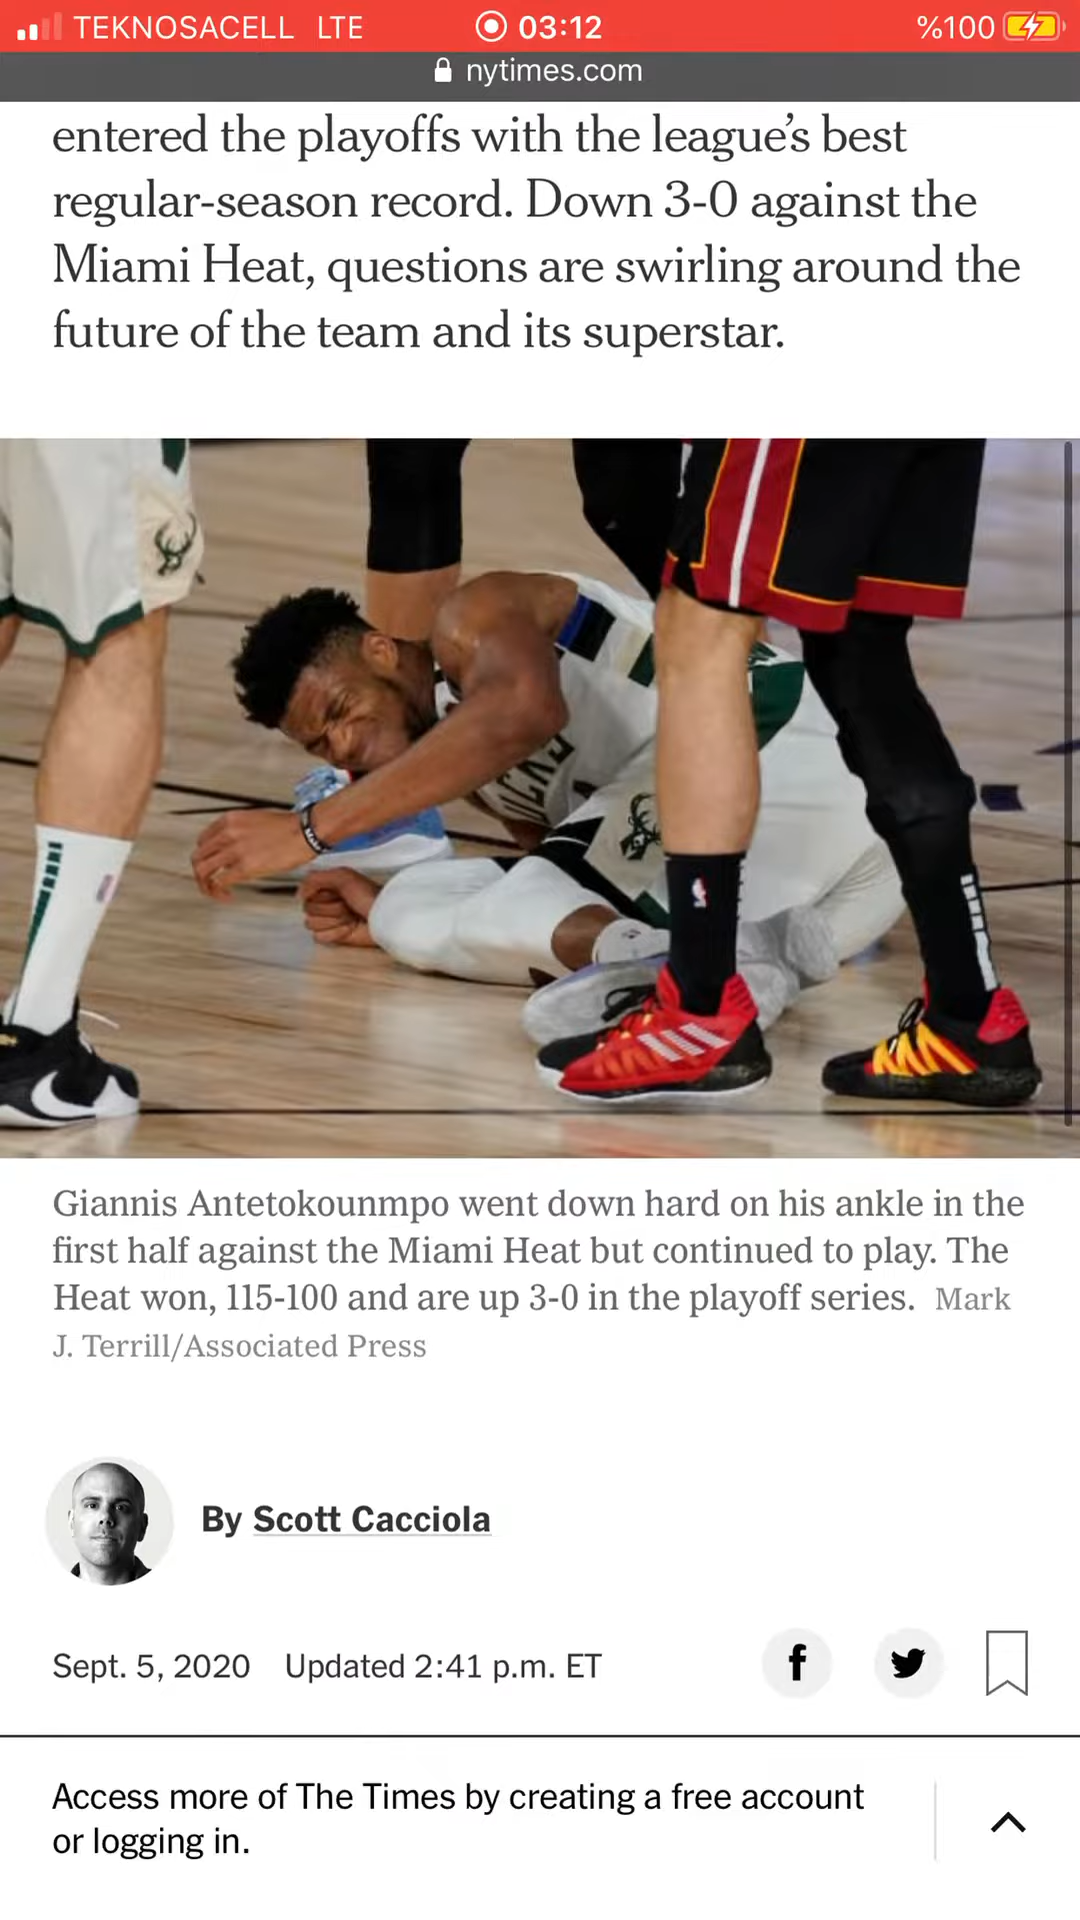 TEKNOSACELL LTE 03:12 %100
nytimes.com
entered the playoffs with the league’s best
regular-season record. Down 3-0 against the
Miami Heat, questions are swirling around the
future of the team and its superstar.
Giannis Antetokounmpo went down hard on his ankle in the
first half against the Miami Heat but continued to play. The
Heat won, 115-100 and are up 3-0 in the playoff series. Mark
J. Terrill/Associated Press
By Scott Cacciola
Sept. 5, 2020 Updated 2:41 p.m. ET
Access more of The Times by creating a free account
or logging in.